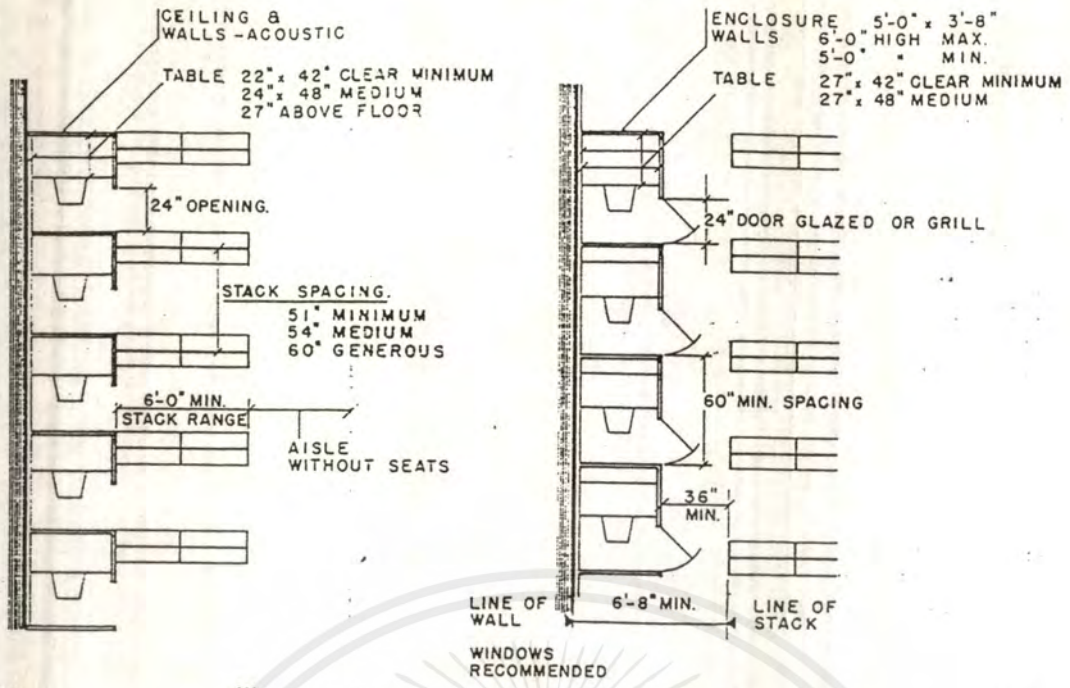 CEILING &
WALLS - ACOUSTIC
TABLE 22" x 42" CLEAR MINIMUM
24" x 48" MEDIUM
27" ABOVE FLOOR
24" OPENING.
STACK SPACING.
51" MINIMUM
54" MEDIUM
60" GENEROUS
6'-0" MIN.
STACK RANGE
AISLE
WITHOUT SEATS
ENCLOSURE 5'-0" x 3'-8"
WALLS 6'-0" HIGH MAX.
5'-0" " MIN.
TABLE 27" x 42" CLEAR MINIMUM
27" x 48" MEDIUM
24" DOOR GLAZED OR GRILL
60" MIN. SPACING
36"
MIN.
LINE OF
WALL
6'-8" MIN.
LINE OF
STACK
WINDOWS
RECOMMENDED